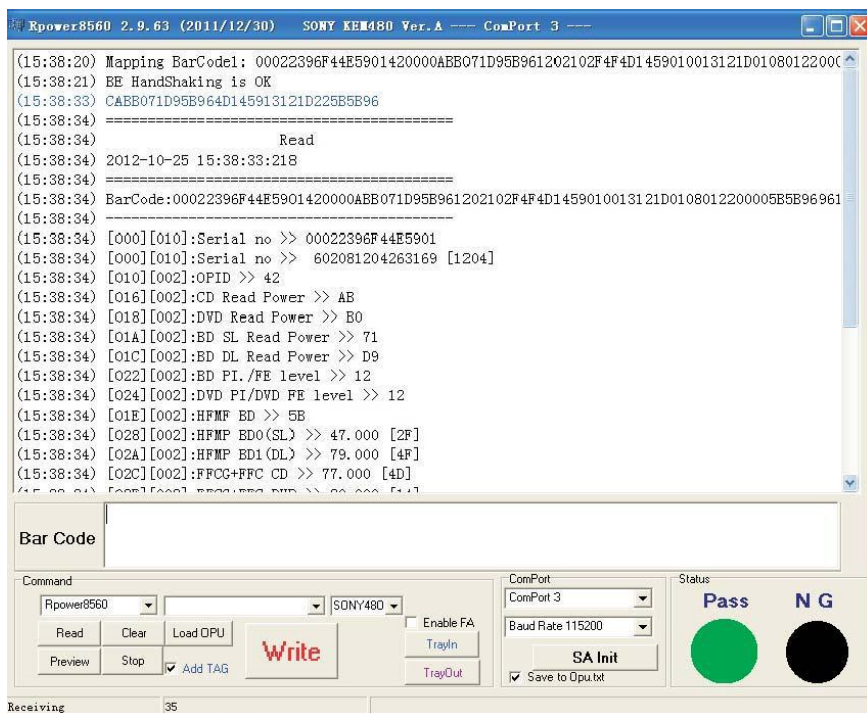 Rpower8560 2.9.63 (2011/12/30)    SONY KEM480 Ver.A --- ComPort 3 ---
(15:38:20) Mapping BarCode1: 00022396F44E5901420000ABB071D95B961202102F4F4D1459010013121D01080122000
(15:38:21) BE HandShaking is OK
(15:38:33) CABB071D95B964D145913121D225B5B96
(15:38:34) =========================================
(15:38:34)                     Read
(15:38:34) 2012-10-25 15:38:33:218
(15:38:34) =========================================
(15:38:34) BarCode:00022396F44E5901420000ABB071D95B961202102F4F4D1459010013121D0108012200005B5B96961
(15:38:34) -----------------------------------------
(15:38:34) [000][010]:Serial no >> 00022396F44E5901
(15:38:34) [000][010]:Serial no >>  602081204263169 [1204]
(15:38:34) [010][002]:OPID >> 42
(15:38:34) [016][002]:CD Read Power >> AB
(15:38:34) [018][002]:DVD Read Power >> B0
(15:38:34) [01A][002]:BD SL Read Power >> 71
(15:38:34) [01C][002]:BD DL Read Power >> D9
(15:38:34) [022][002]:BD PI./FE level >> 12
(15:38:34) [024][002]:DVD PI/DVD FE level >> 12
(15:38:34) [01E][002]:HFMF BD >> 5B
(15:38:34) [028][002]:HFMP BD0(SL) >> 47.000 [2F]
(15:38:34) [02A][002]:HFMP BD1(DL) >> 79.000 [4F]
(15:38:34) [02C][002]:FFCG+FFC CD >> 77.000 [4D]
Bar Code
Command
Rpower8560 SONY480
Read Clear Load OPU Write Enable FA
Preview Stop Add TAG TrayIn
TrayOut
ComPort
ComPort 3
Baud Rate 115200
SA Init
Save to Opu.txt
Status
Pass N G
Receiving 35